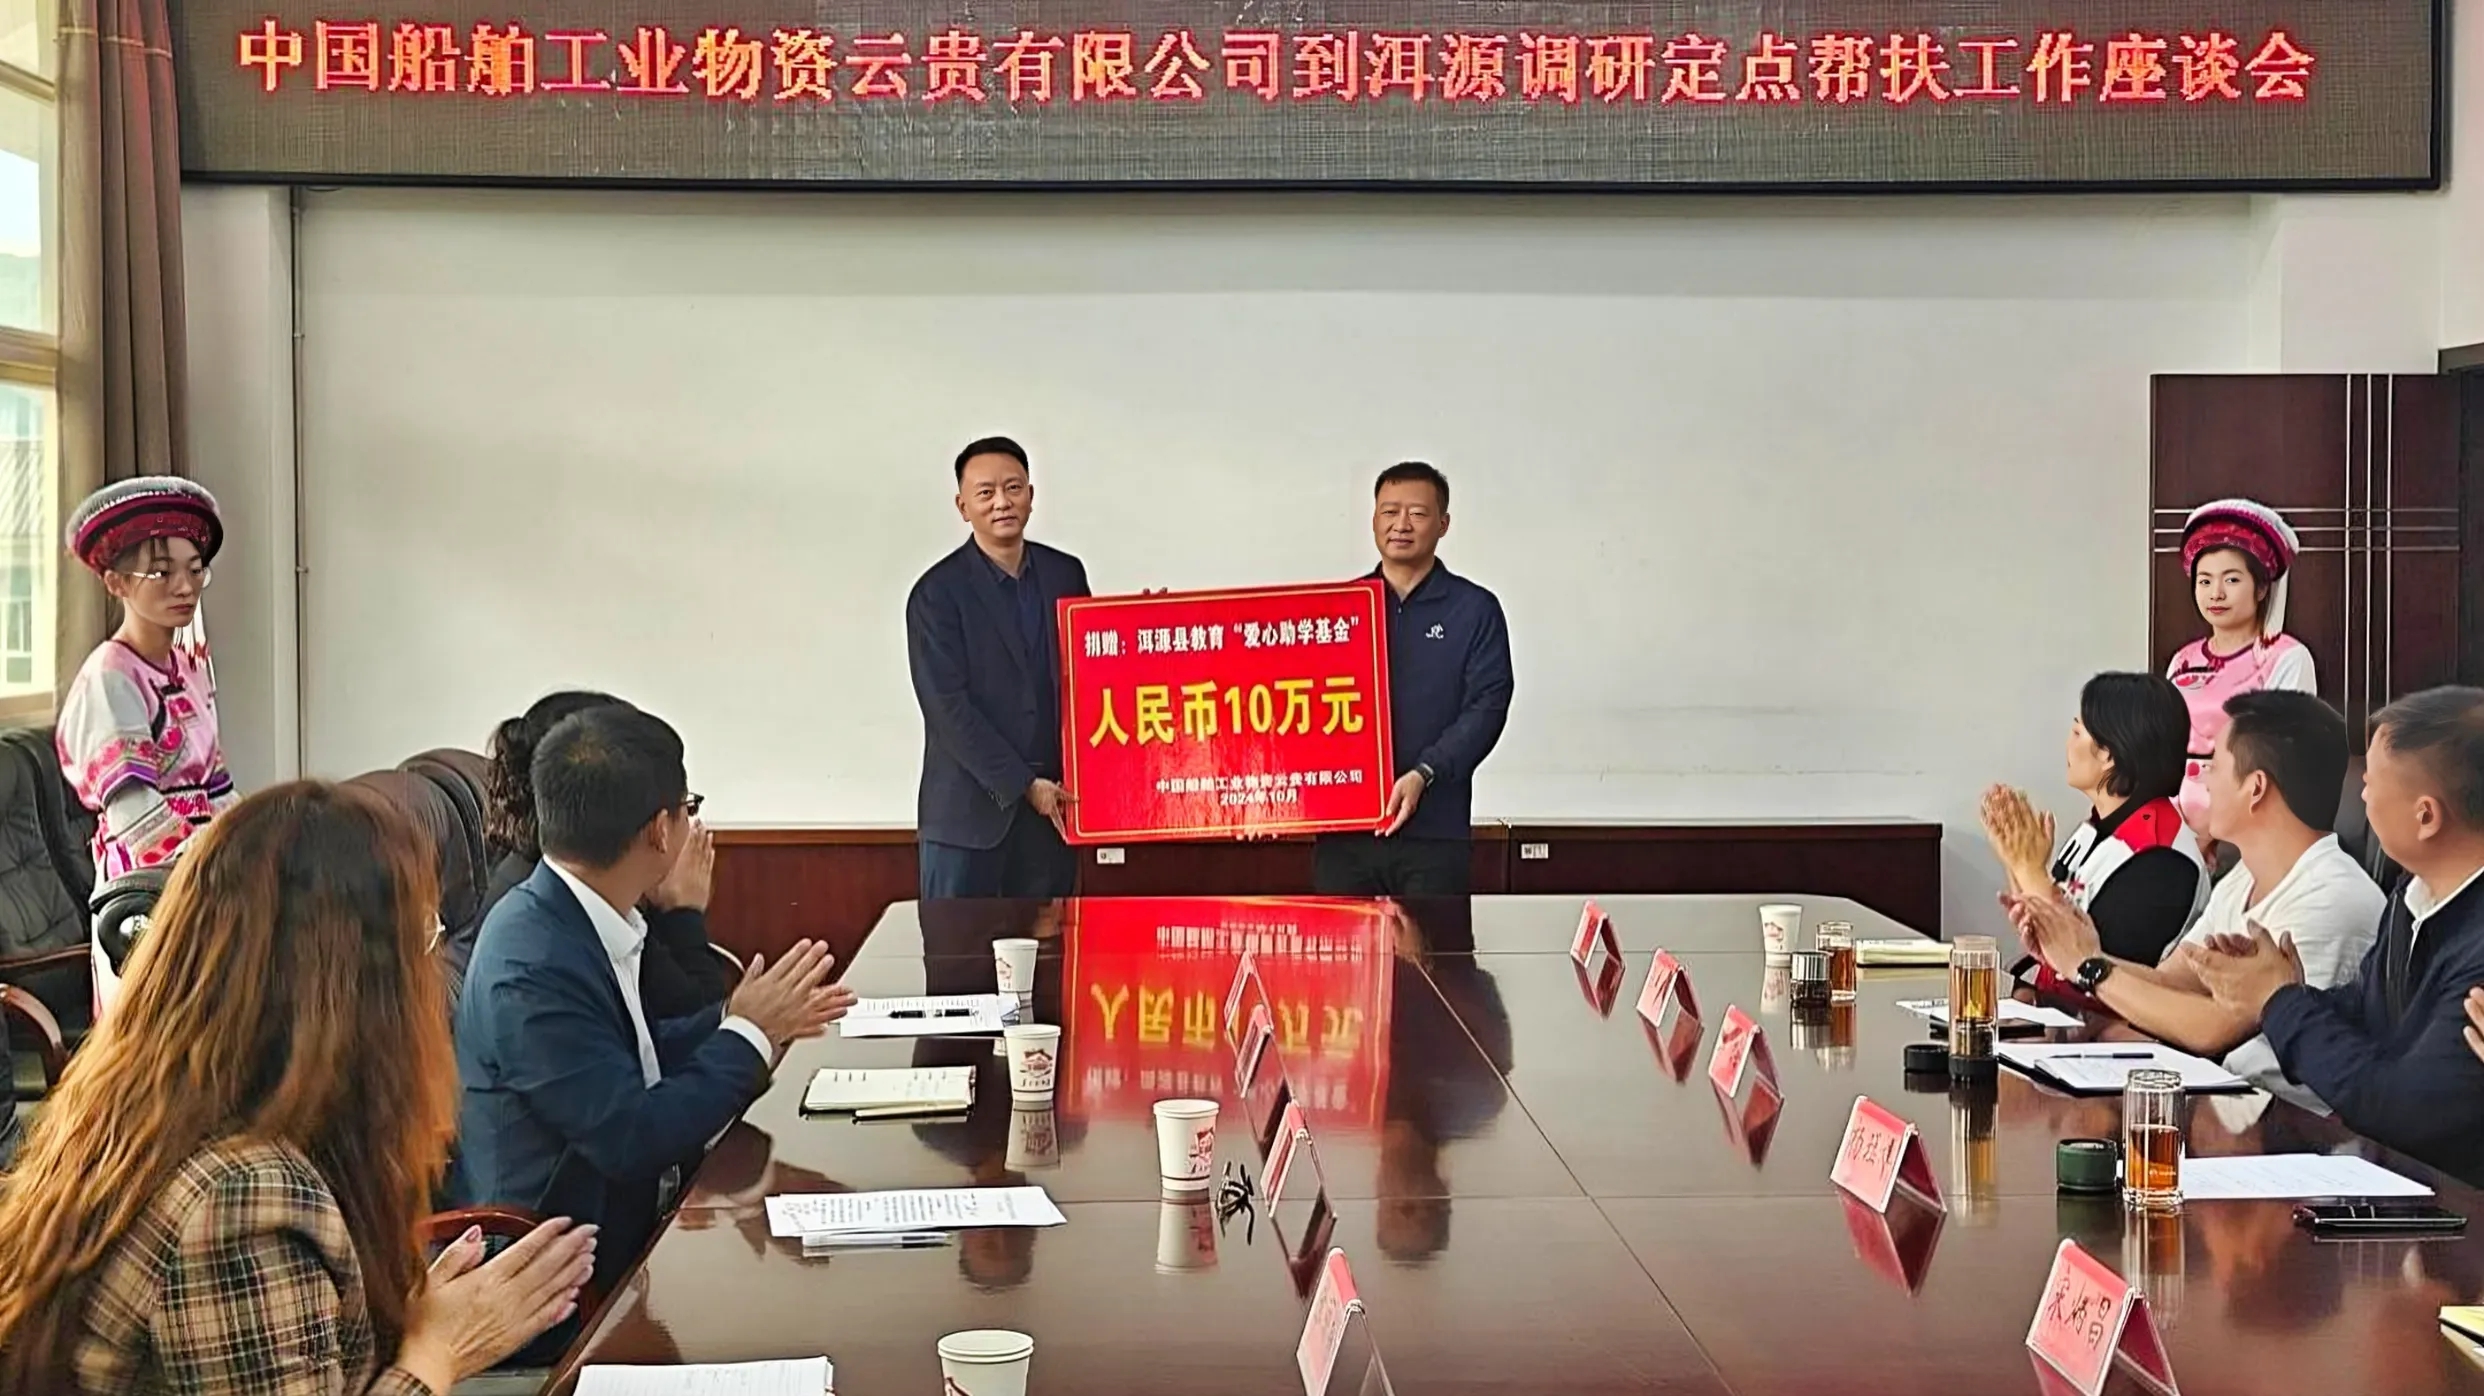 中国船舶工业物资云贵有限公司到洱源调研定点帮扶工作座谈会
捐赠：洱源县教育“爱心助学基金”
人民币10万元
中国船舶工业物资云贵有限公司
2024年10月